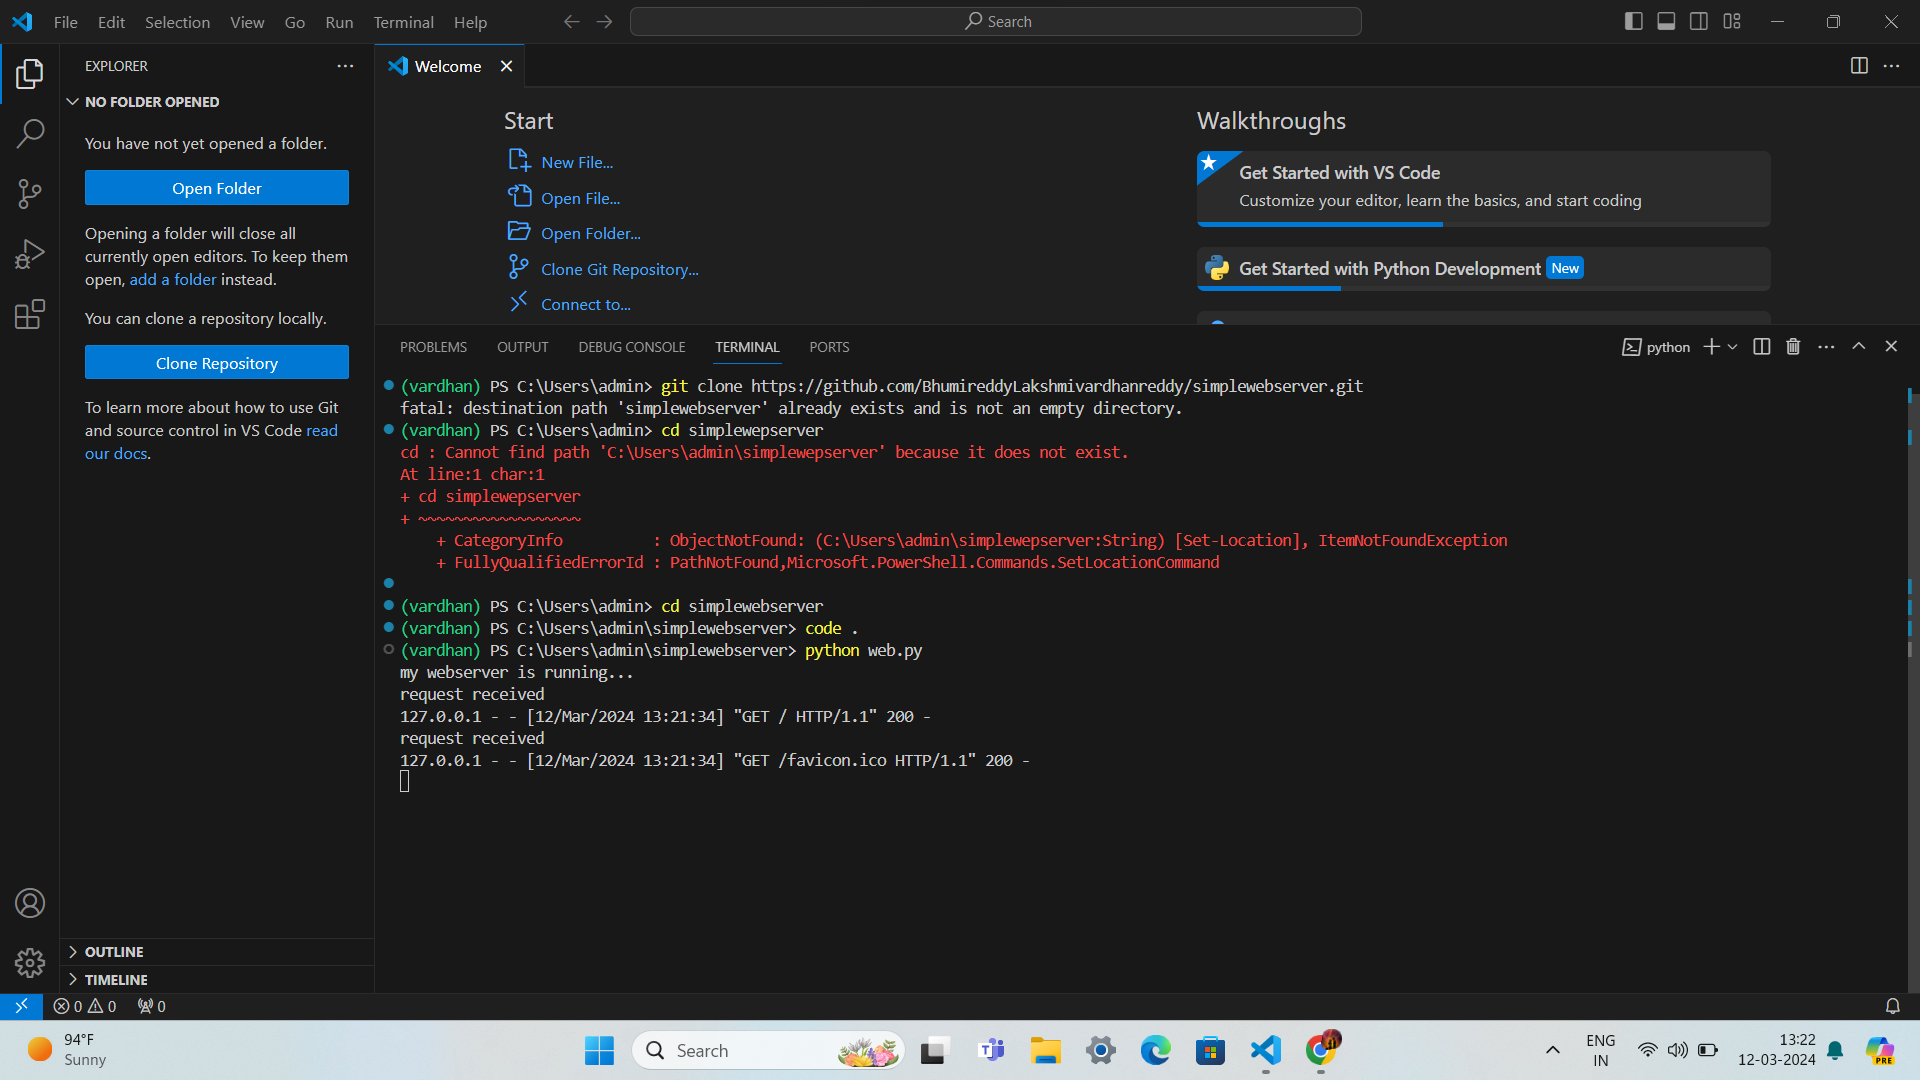 File Edit Selection View Go Run Terminal Help
Search
EXPLORER
Welcome
NO FOLDER OPENED
You have not yet opened a folder.
Open Folder
Opening a folder will close all
currently open editors. To keep them
open, add a folder instead.
You can clone a repository locally.
Clone Repository
To learn more about how to use Git
and source control in VS Code read
our docs.
OUTLINE
TIMELINE
Start
New File...
Open File...
Open Folder...
Clone Git Repository...
Connect to...
Walkthroughs
Get Started with VS Code
Customize your editor, learn the basics, and start coding
Get Started with Python Development New
PROBLEMS OUTPUT DEBUG CONSOLE TERMINAL PORTS
python
(vardhan) PS C:\Users\admin> git clone https://github.com/BhumireddyLakshmivardhanreddy/simplewebserver.git
fatal: destination path 'simplewebserver' already exists and is not an empty directory.
(vardhan) PS C:\Users\admin> cd simplewepserver
cd : Cannot find path 'C:\Users\admin\simplewepserver' because it does not exist.
At line:1 char:1
+ cd simplewepserver
+ ~~~~~~~~~~~~~~~~~~
+ CategoryInfo : ObjectNotFound: (C:\Users\admin\simplewepserver:String) [Set-Location], ItemNotFoundException
+ FullyQualifiedErrorId : PathNotFound,Microsoft.PowerShell.Commands.SetLocationCommand
(vardhan) PS C:\Users\admin> cd simplewebserver
(vardhan) PS C:\Users\admin\simplewebserver> code .
(vardhan) PS C:\Users\admin\simplewebserver> python web.py
my webserver is running...
request received
127.0.0.1 - - [12/Mar/2024 13:21:34] "GET / HTTP/1.1" 200 -
request received
127.0.0.1 - - [12/Mar/2024 13:21:34] "GET /favicon.ico HTTP/1.1" 200 -
0 0 0
94°F
Sunny
Search
ENG
IN
13:22
12-03-2024
PRE